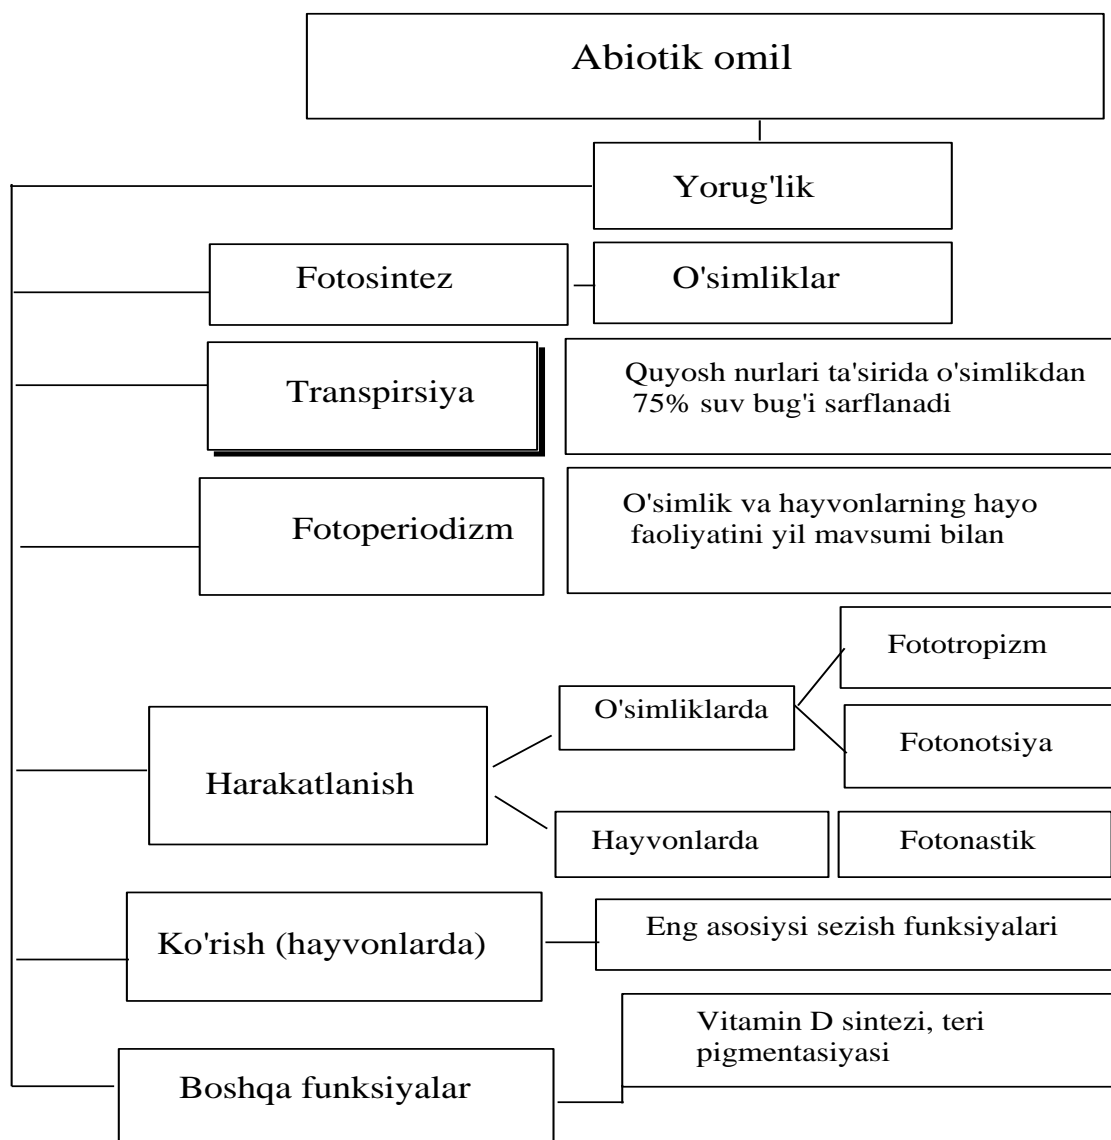 Abiotik omil
Yorug'lik
Fotosintez
O'simliklar
Transpirsiya
Quyosh nurlari ta'sirida o'simlikdan
75% suv bug'i sarflanadi
Fotoperiodizm
O'simlik va hayvonlarning hayo
faoliyatini yil mavsumi bilan
Harakatlanish
O'simliklarda
Fototropizm
Fotonotsiya
Hayvonlarda
Fotonastik
Ko'rish (hayvonlarda)
Eng asosiysi sezish funksiyalari
Boshqa funksiyalar
Vitamin D sintezi, teri
pigmentasiyasi